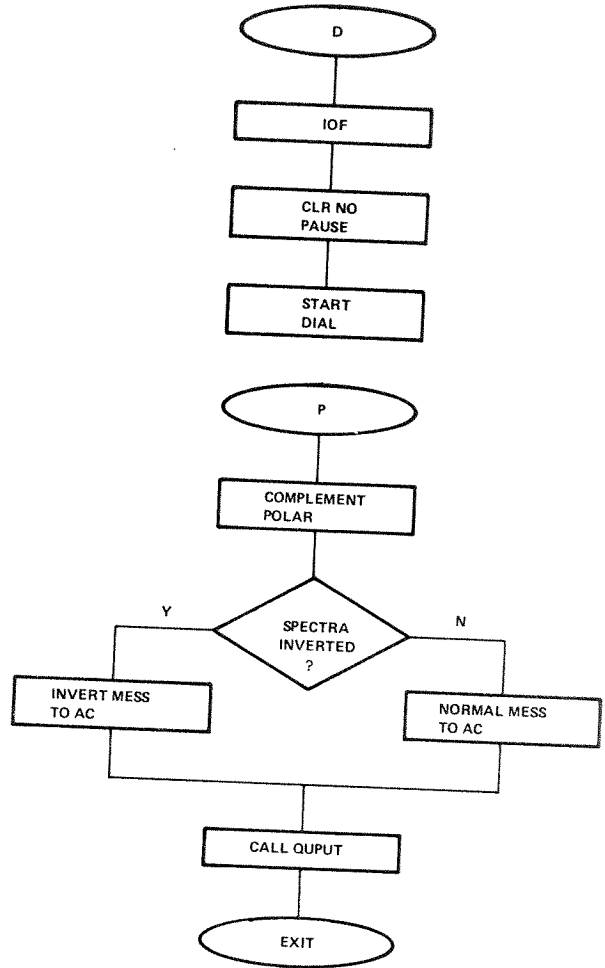 D
IOF
CLR NO
PAUSE
START
DIAL
P
COMPLEMENT
POLAR
SPECTRA
INVERTED
?
Y
N
INVERT MESS
TO AC
NORMAL MESS
TO AC
CALL QUPUT
EXIT